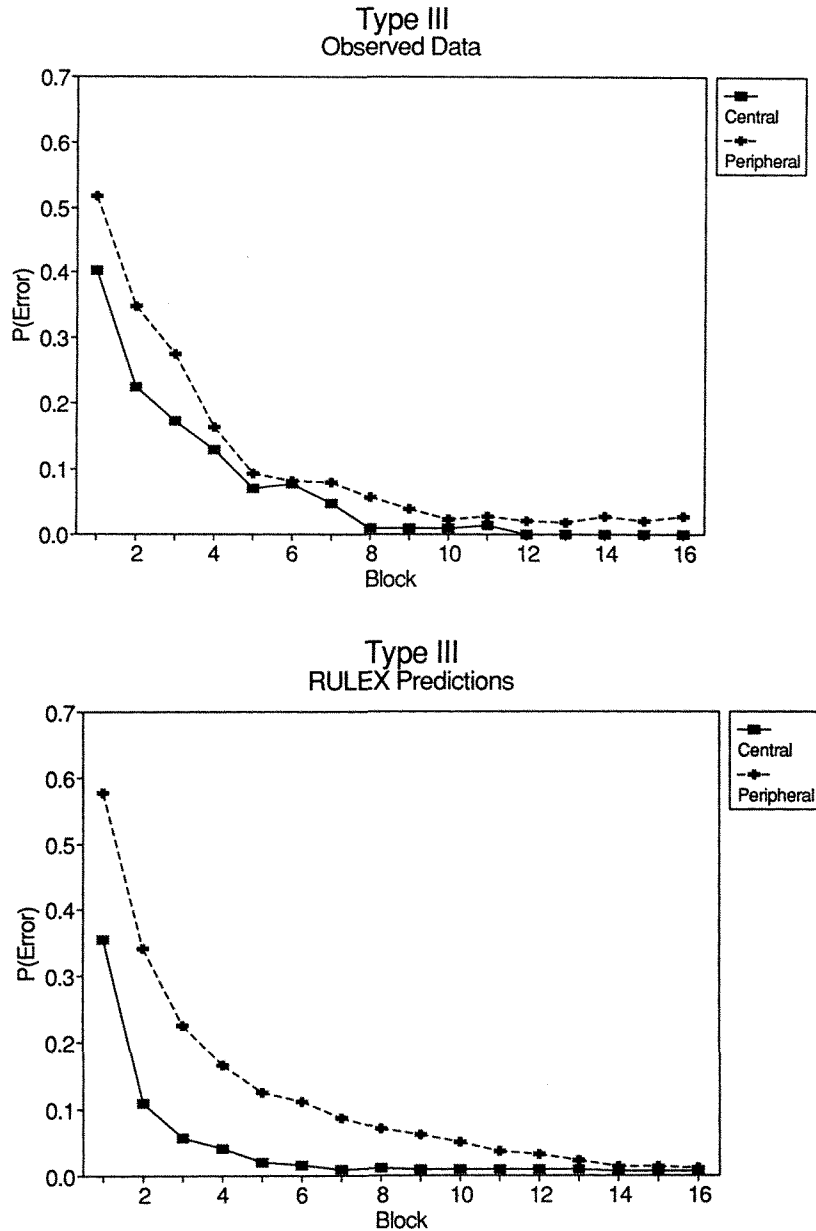 Type III
Observed Data
0.7
0.6
0.5
0.4
0.3
0.2
0.1
0.0
P(Error)
2 4 6 8 10 12 14 16
Block
Central
Peripheral
Type III
RULEX Predictions
0.7
0.6
0.5
0.4
0.3
0.2
0.1
0.0
P(Error)
2 4 6 8 10 12 14 16
Block
Central
Peripheral